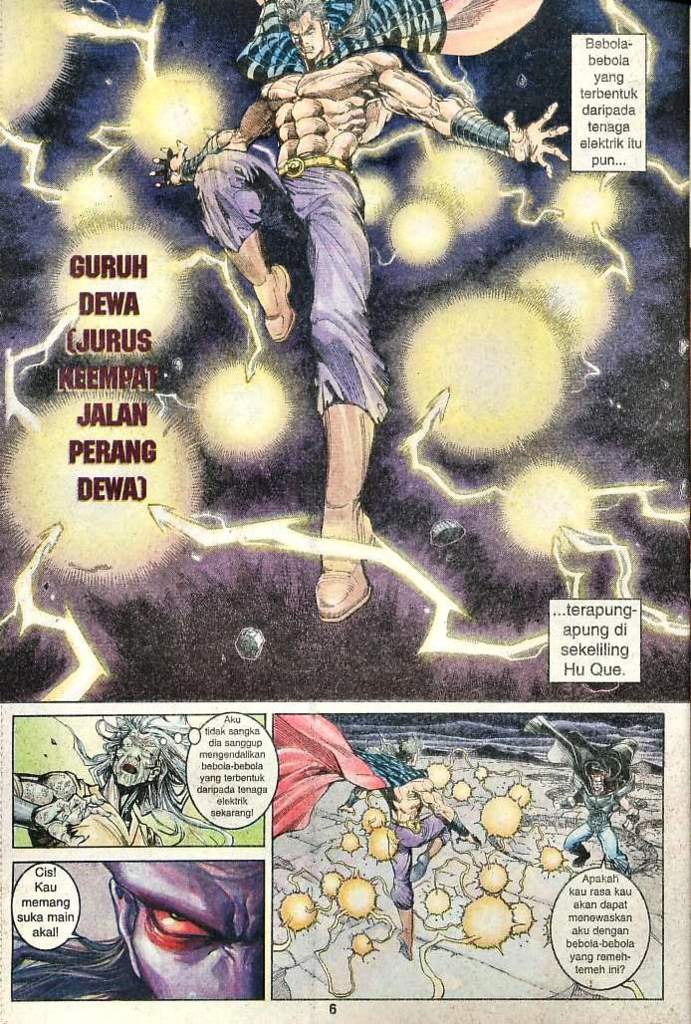 Bebola-
bebola
yang
terbentuk
daripada
tenaga
elektrik itu
pun...
GURUH
DEWA
(JURUS
KEEMPAT
JALAN
PERANG
DEWA)
...terapung-
apung di
sekeliling
Hu Que.
Aku
tidak sangka
dia sanggup
mengendalikan
bebola-bebola
yang terbentuk
daripada tenaga
elektrik
sekarang!
Cis!
Kau
memang
suka main
akal!
Apakah
kau rasa kau
akan dapat
menewaskan
aku dengan
bebola-bebola
yang remeh-
temeh ini?
6